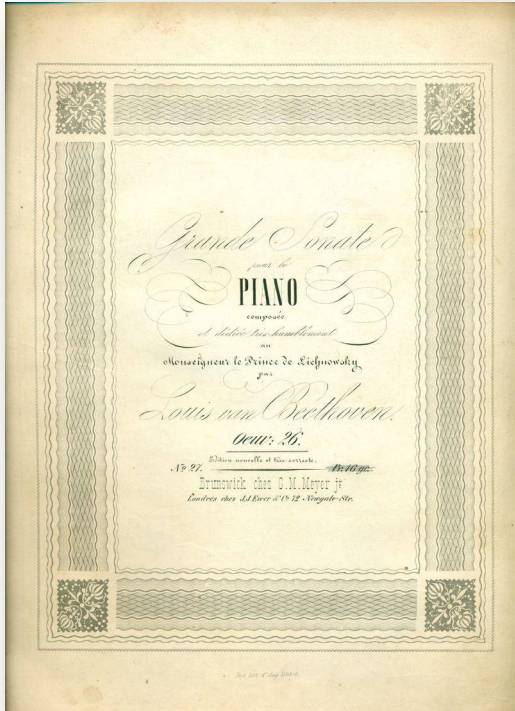 Grande Sonate
pour le
PIANO
composée
et dédiée très humblement
au
Monseigneur le Prince de Lichnowsky
par
Louis van Beethoven.
Oeuv: 26.
Edition nouvelle et très correcte.
No 27. Pr. 16 gr.
Brunswick chez G.M. Meyer jr
Londres chez J.J Ewer & Co 72 Newgate-Str.